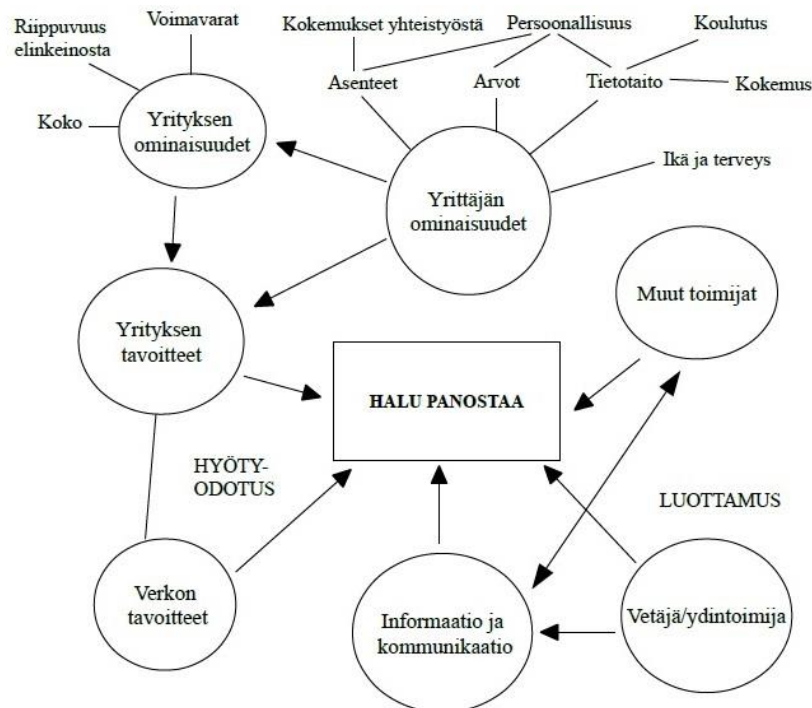 Voimavarat
Riippuvuus
elinkeinosta
Koko
Yrityksen
ominaisuudet
Kokemukset yhteistyöstä
Persoonallisuus
Koulutus
Asenteet
Arvot
Tietotaito
Kokemus
Ikä ja terveys
Yrittäjän
ominaisuudet
Muut toimijat
Yrityksen
tavoitteet
HALU PANOSTAA
HYÖTY-
ODOTUS
LUOTTAMUS
Verkon
tavoitteet
Informaatio ja
kommunikaatio
Vetäjä/ydintoimija